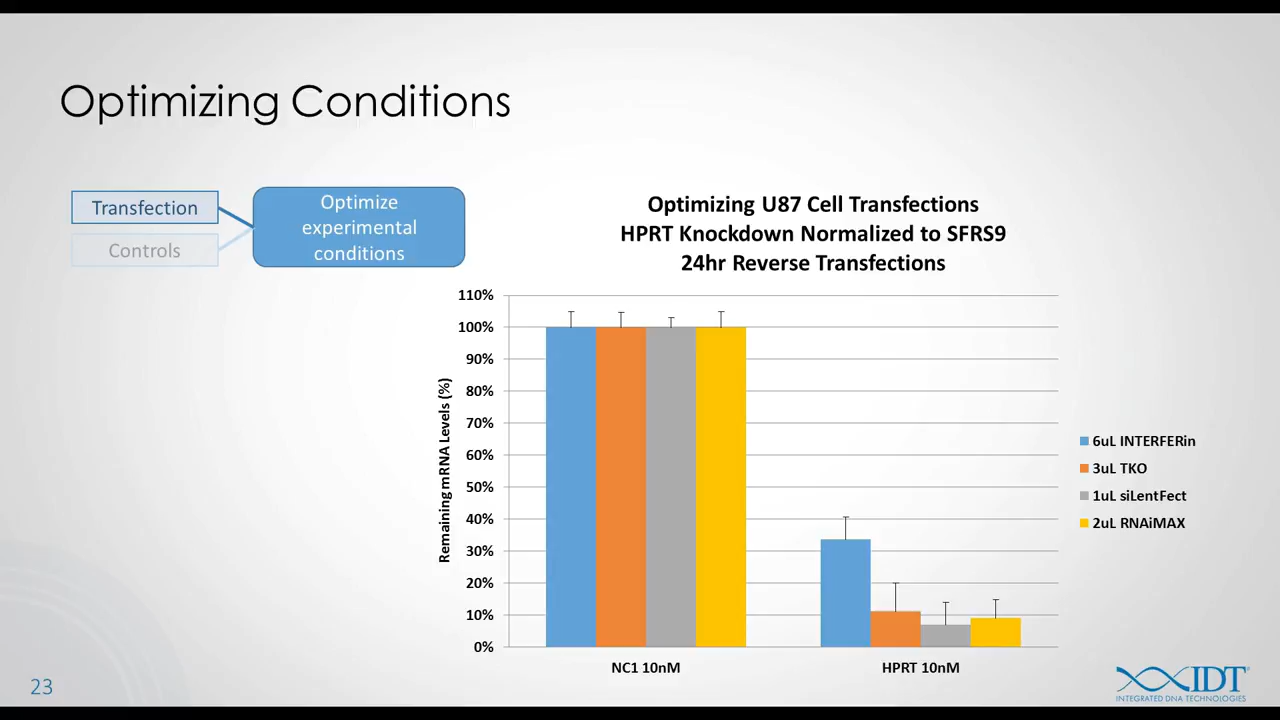 Optimizing Conditions
Transfection
Controls
Optimize
experimental
conditions
Optimizing U87 Cell Transfections
HPRT Knockdown Normalized to SFRS9
24hr Reverse Transfections
Remaining mRNA Levels (%)
110%
100%
90%
80%
70%
60%
50%
40%
30%
20%
10%
0%
NC1 10nM
HPRT 10nM
6uL INTERFERin
3uL TKO
1uL siLentFect
2uL RNAiMAX
23
IDT
INTEGRATED DNA TECHNOLOGIES